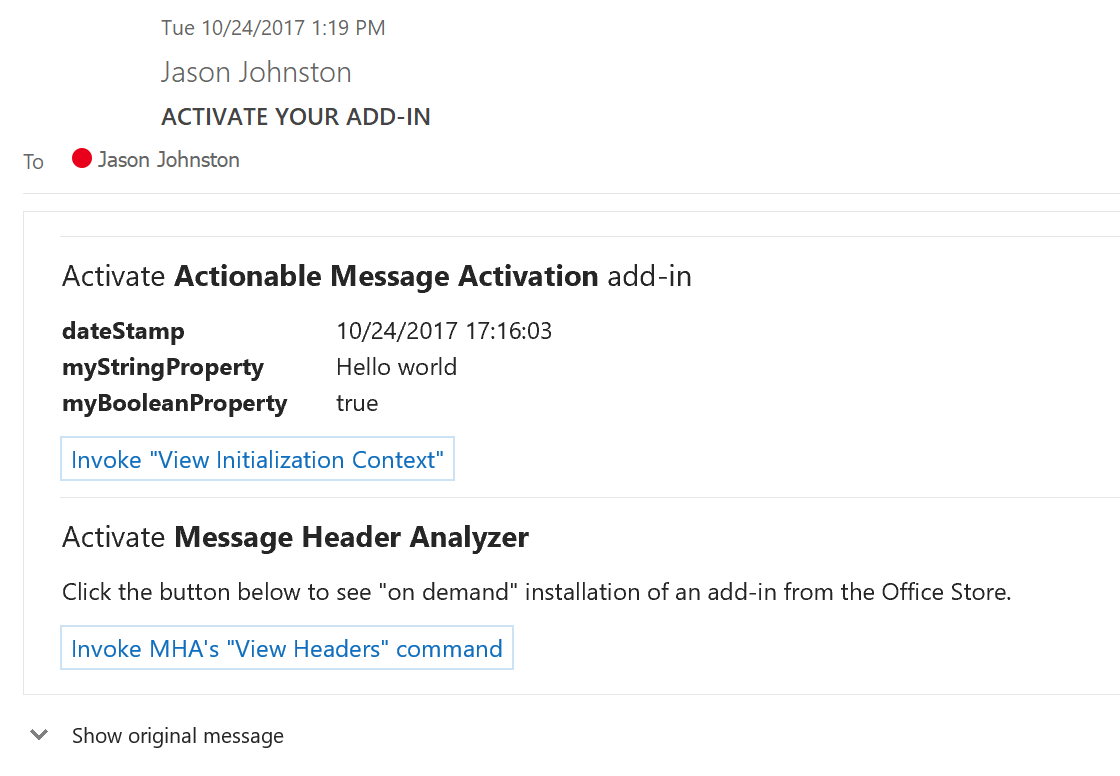 Tue 10/24/2017 1:19 PM
Jason Johnston
ACTIVATE YOUR ADD-IN
To Jason Johnston
Activate Actionable Message Activation add-in
dateStamp 10/24/2017 17:16:03
myStringProperty Hello world
myBooleanProperty true
Invoke "View Initialization Context"
Activate Message Header Analyzer
Click the button below to see "on demand" installation of an add-in from the Office Store.
Invoke MHA's "View Headers" command
Show original message